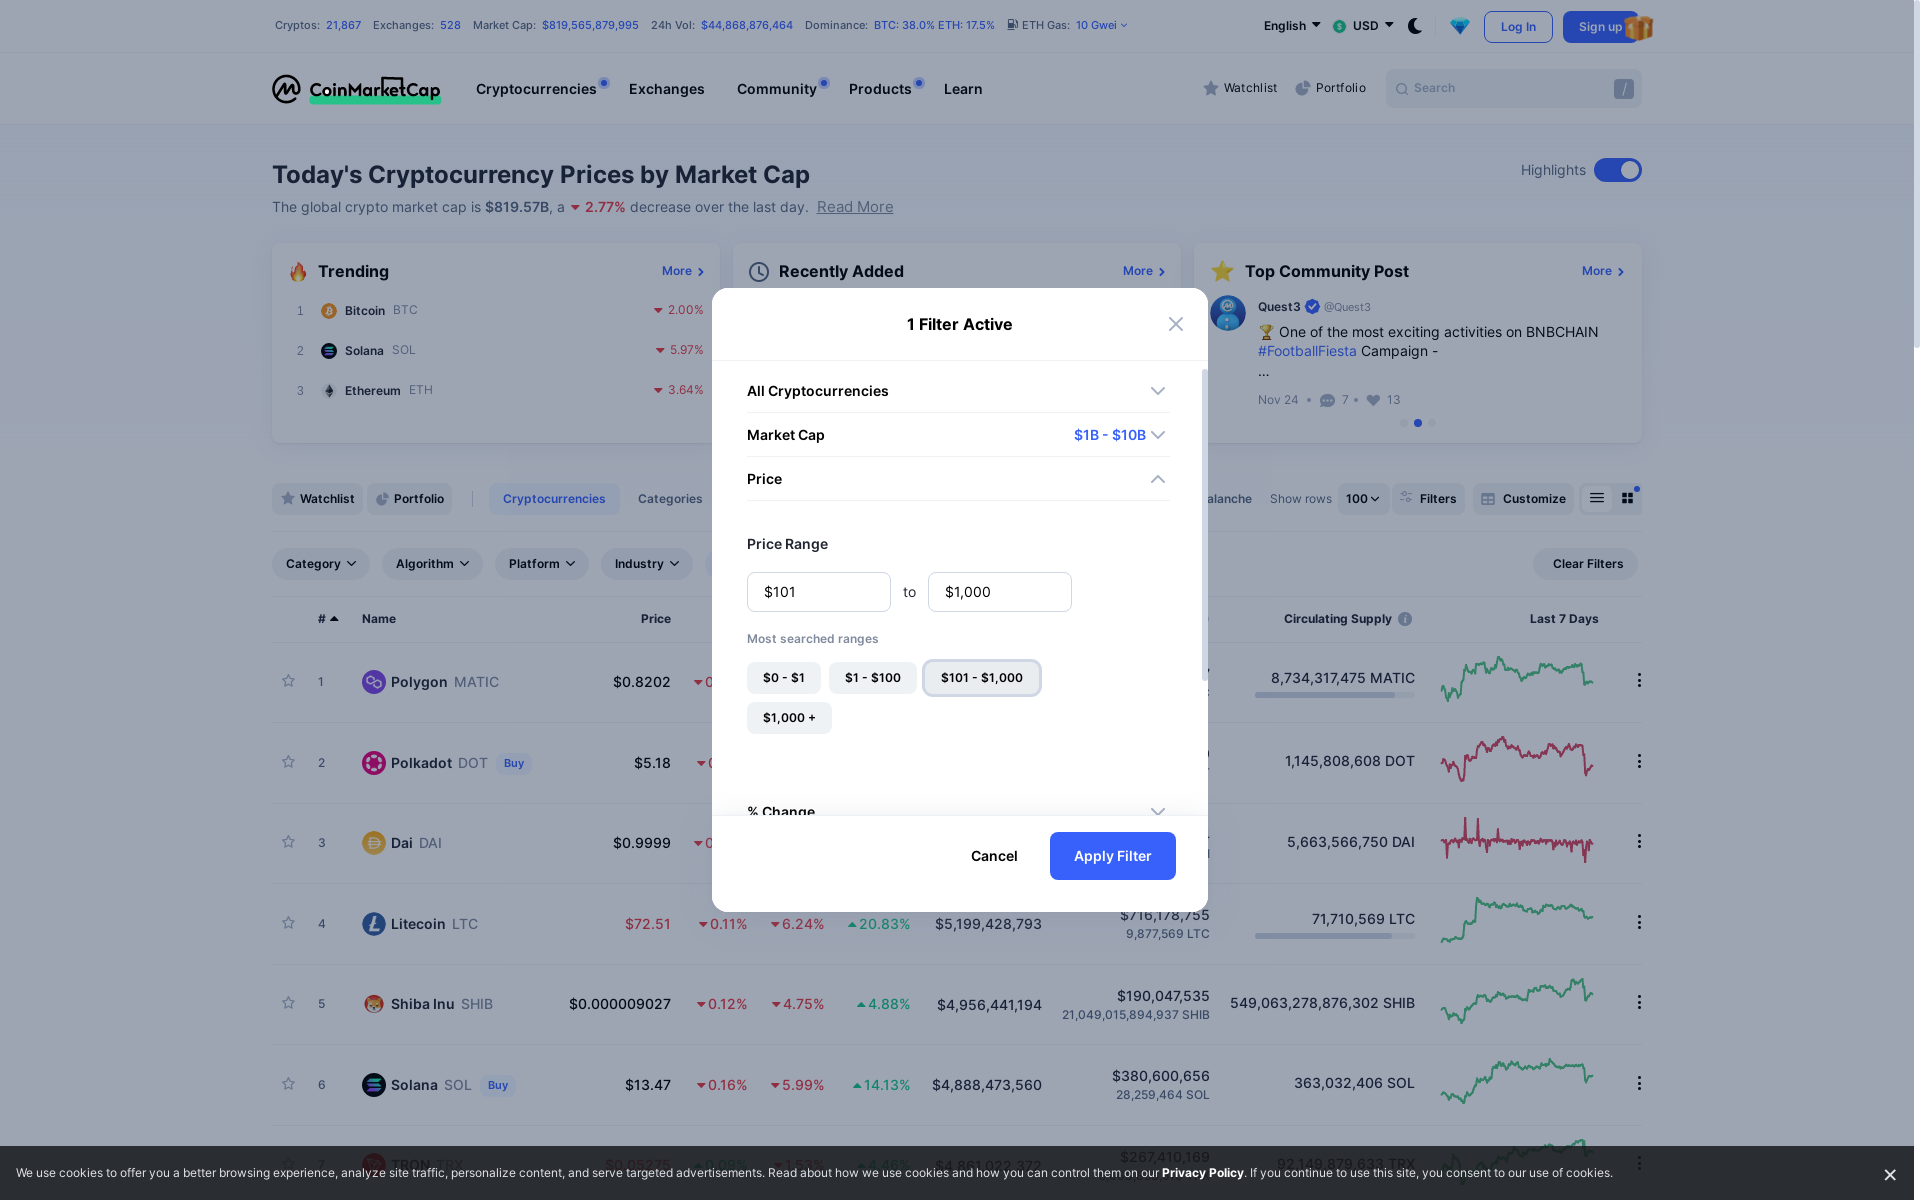 Cryptos: 21,867 Exchanges: 528 Market Cap: $819,565,879,995 24h Vol: $44,868,876,464 Dominance: BTC: 38.0% ETH: 17.5% ETH Gas: 10 Gwei
English USD Log In Sign up
CoinMarketCap Cryptocurrencies Exchanges Community Products Learn Watchlist Portfolio Search /
Today's Cryptocurrency Prices by Market Cap
Highlights
The global crypto market cap is $819.57B, a 2.77% decrease over the last day. Read More
Trending More
1 Bitcoin BTC 2.00%
2 Solana SOL 5.97%
3 Ethereum ETH 3.64%
Recently Added More
Top Community Post More
Quest3 @Quest3
One of the most exciting activities on BNBCHAIN
#FootballFiesta Campaign -
...
Nov 24 • 7 • 13
1 Filter Active
All Cryptocurrencies
Market Cap $1B - $10B
Price
Price Range
$101 to $1,000
Most searched ranges
$0 - $1 $1 - $100 $101 - $1,000
$1,000 +
% Change
Cancel Apply Filter
Watchlist Portfolio Cryptocurrencies Categories
Show rows 100 Filters Customize
Category Algorithm Platform Industry
Clear Filters
# Name Price Circulating Supply Last 7 Days
1 Polygon MATIC $0.8202 8,734,317,475 MATIC
2 Polkadot DOT Buy $5.18 1,145,808,608 DOT
3 Dai DAI $0.9999 5,663,566,750 DAI
4 Litecoin LTC $72.51 0.11% 6.24% 20.83% $5,199,428,793 $716,178,755 71,710,569 LTC
9,877,569 LTC
5 Shiba Inu SHIB $0.000009027 0.12% 4.75% 4.88% $4,956,441,194 $190,047,535 549,063,278,876,302 SHIB
21,049,015,894,937 SHIB
6 Solana SOL Buy $13.47 0.16% 5.99% 14.13% $4,888,473,560 $380,600,656 363,032,406 SOL
28,259,464 SOL
7 TRON TRX $267,410,169
We use cookies to offer you a better browsing experience, analyze site traffic, personalize content, and serve targeted advertisements. Read about how we use cookies and how you can control them on our Privacy Policy. If you continue to use this site, you consent to our use of cookies.